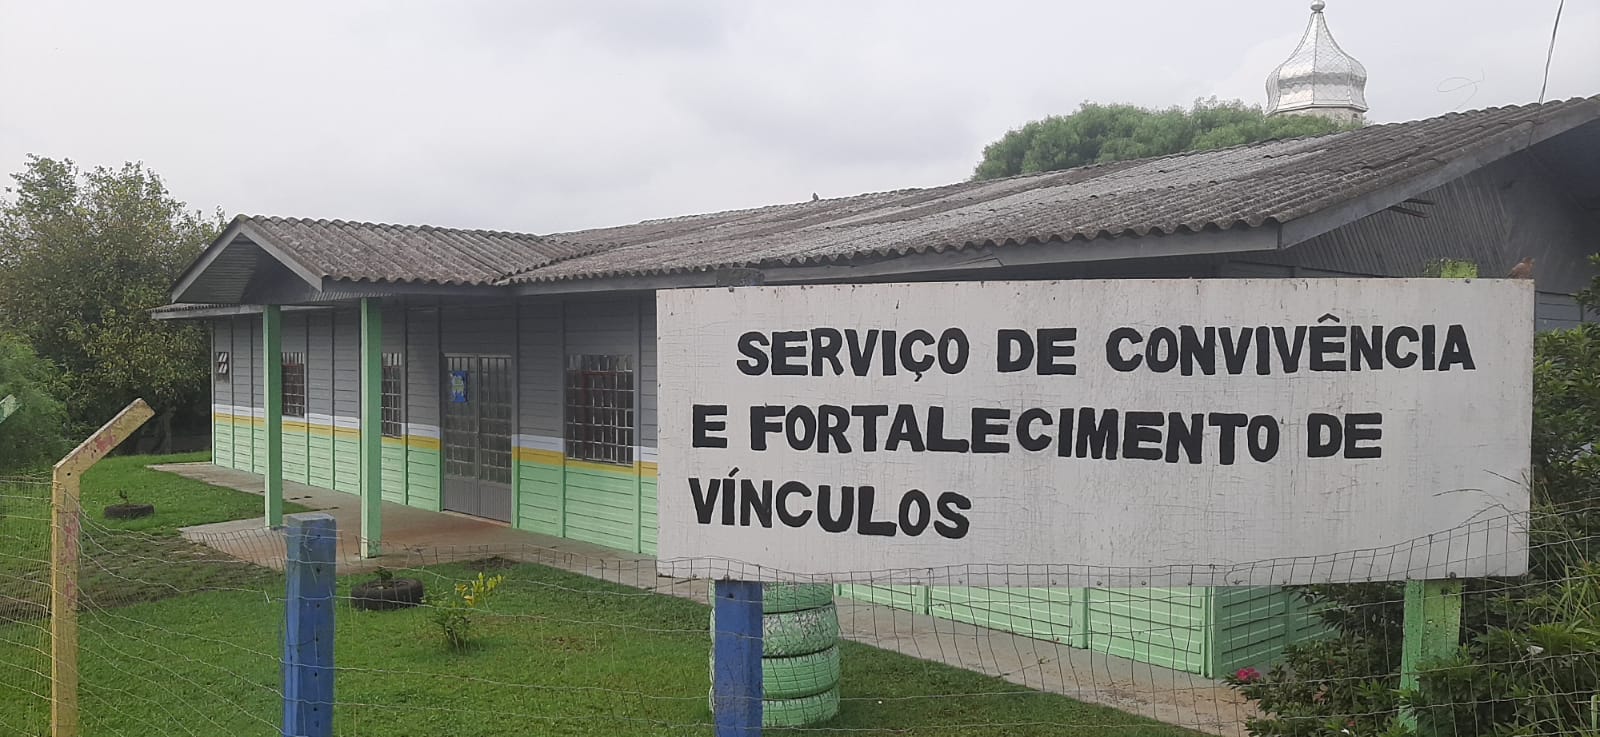 SERVIÇO DE CONVIVÊNCIA
E FORTALECIMENTO DE
VÍNCULOS